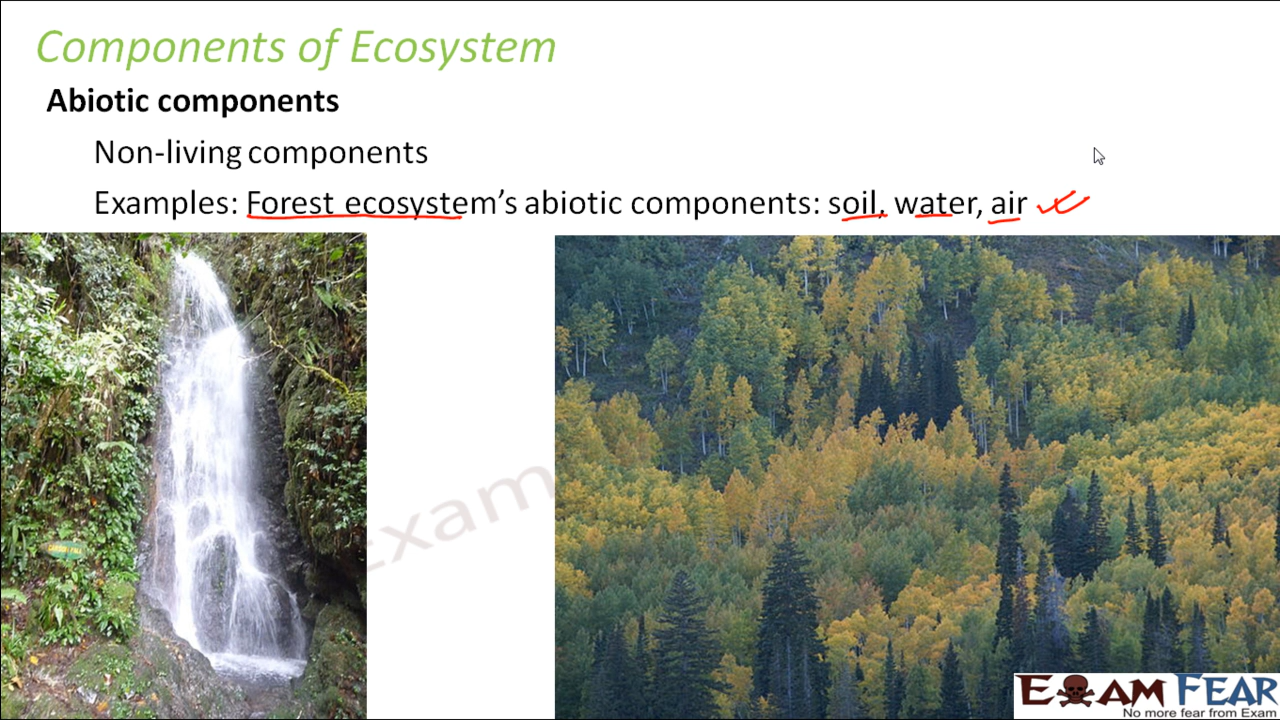 Components of Ecosystem
Abiotic components
Non-living components
Examples: Forest ecosystem's abiotic components: soil, water, air
Exam
EXAM FEAR
No more fear from Exam